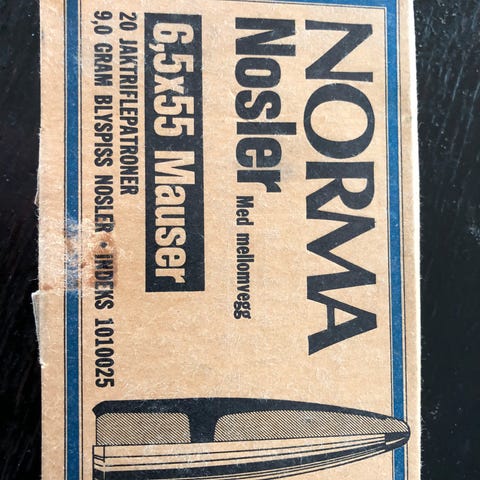 NORMA
Nosler Med mellomvegg
6,5x55 Mauser
20 JAKTRIFLEPATRONER
9,0 GRAM BLYSPISS NOSLER • INDEKS 1010025